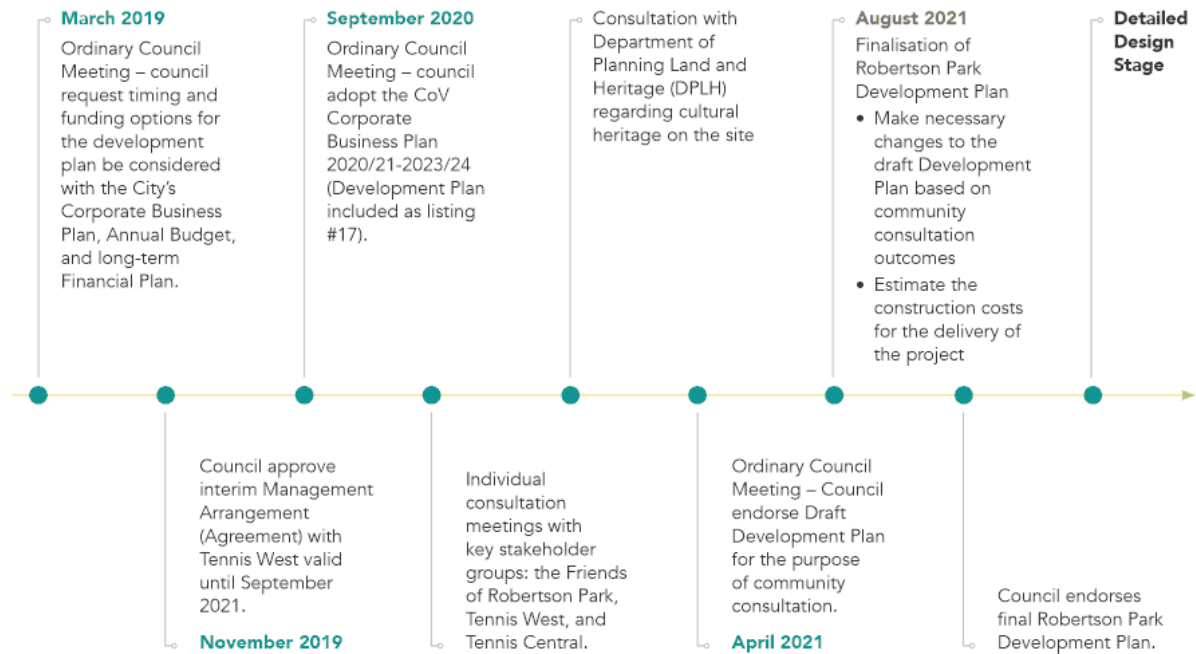 March 2019
Ordinary Council
Meeting – council
request timing and
funding options for
the development
plan be considered
with the City's
Corporate Business
Plan, Annual Budget,
and long-term
Financial Plan.
September 2020
Ordinary Council
Meeting – council
adopt the CoV
Corporate
Business Plan
2020/21-2023/24
(Development Plan
included as listing
#17).
Consultation with
Department of
Planning Land and
Heritage (DPLH)
regarding cultural
heritage on the site
August 2021
Finalisation of
Robertson Park
Development Plan
• Make necessary
changes to the
draft Development
Plan based on
community
consultation
outcomes
• Estimate the
construction costs
for the delivery of
the project
Detailed
Design
Stage
Council approve
interim Management
Arrangement
(Agreement) with
Tennis West valid
until September
2021.
November 2019
Individual
consultation
meetings with
key stakeholder
groups: the Friends
of Robertson Park,
Tennis West, and
Tennis Central.
Ordinary Council
Meeting – Council
endorse Draft
Development Plan
for the purpose
of community
consultation.
April 2021
Council endorses
final Robertson Park
Development Plan.